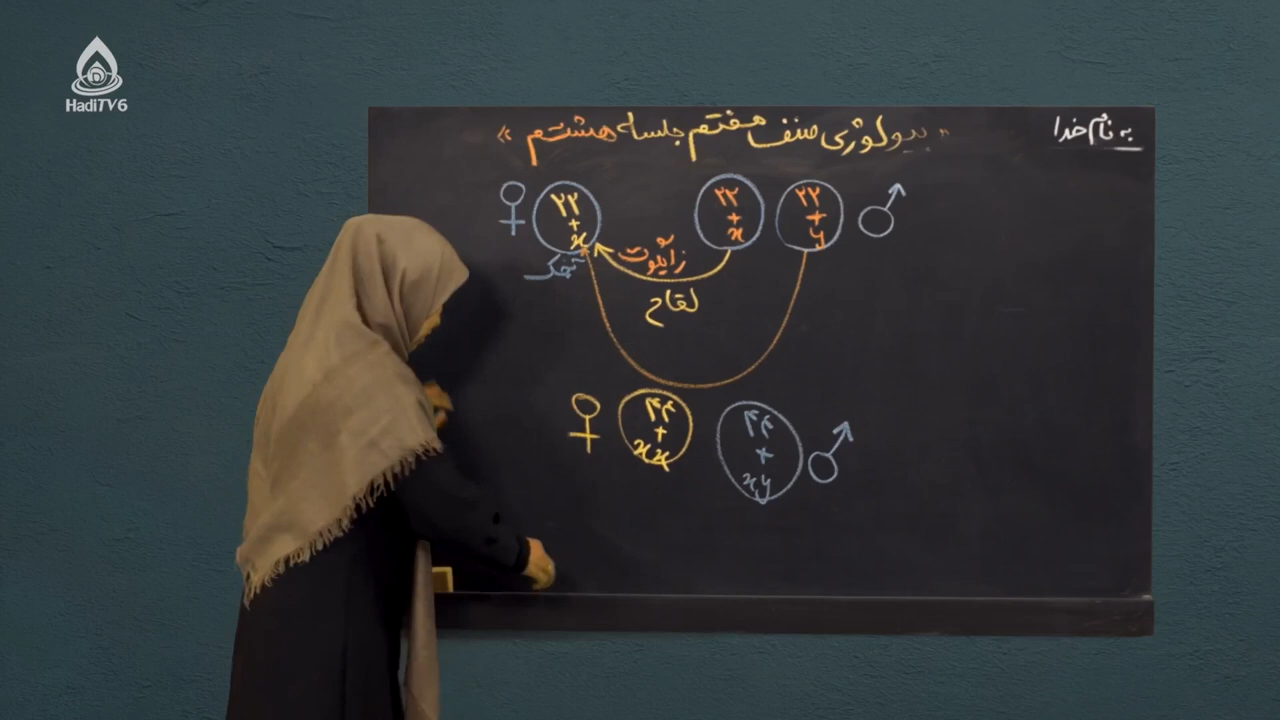 HadiTV6
به نام خدا
« بیولوژی صنف هفتم جلسه هشتم »
♂ ۲۲ + y ۲۲ + x ۲۲ + x ♀
زایگوت
تخمک
لقاح
♀ ۴۴ + xx ۴۴ + xy ♂